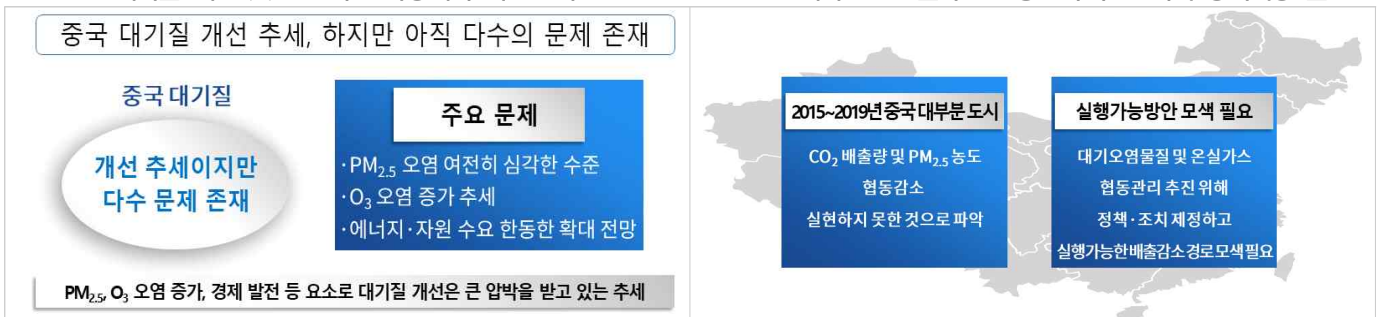 중국 대기질 개선 추세, 하지만 아직 다수의 문제 존재
중국 대기질
개선 추세이지만
다수 문제 존재
주요 문제
·PM2.5 오염 여전히 심각한 수준
·O3 오염 증가 추세
·에너지·자원 수요 한동한 확대 전망
PM2.5, O3 오염 증가, 경제 발전 등 요소로 대기질 개선은 큰 압박을 받고 있는 추세
2015~2019년 중국 대부분 도시
CO2 배출량 및 PM2.5 농도
협동감소
실현하지 못한 것으로 파악
실행가능방안 모색 필요
대기오염물질 및 온실가스
협동관리 추진 위해
정책·조치 제정하고
실행가능한 배출감소 경로 모색 필요